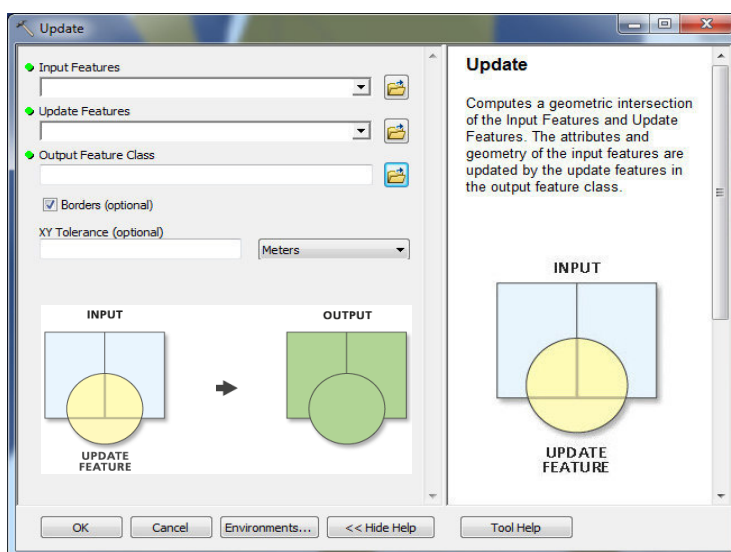 Update
Input Features
Update Features
Output Feature Class
Borders (optional)
XY Tolerance (optional)
Meters
INPUT
OUTPUT
UPDATE
FEATURE
Update
Computes a geometric intersection
of the Input Features and Update
Features. The attributes and
geometry of the input features are
updated by the update features in
the output feature class.
INPUT
UPDATE
FEATURE
OK
Cancel
Environments...
<< Hide Help
Tool Help